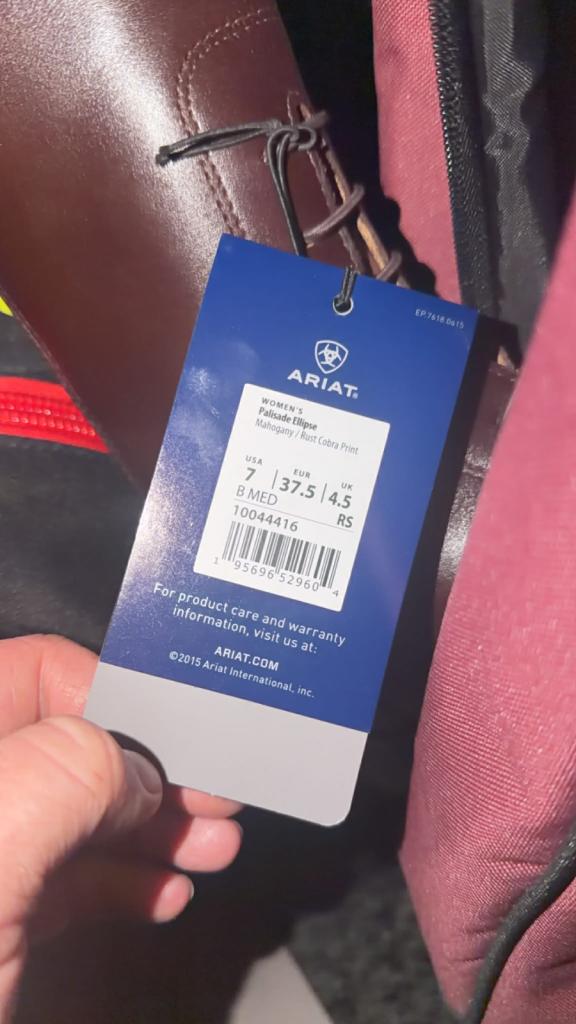 EP.7618.0615
ARIAT®
WOMEN'S
Palisade Ellipse
Mahogany / Rust Cobra Print
USA EUR UK
7 | 37.5 | 4.5
B MED RS
10044416
1 95696 52960 4
For product care and warranty
information, visit us at:
ARIAT.COM
©2015 Ariat International, inc.